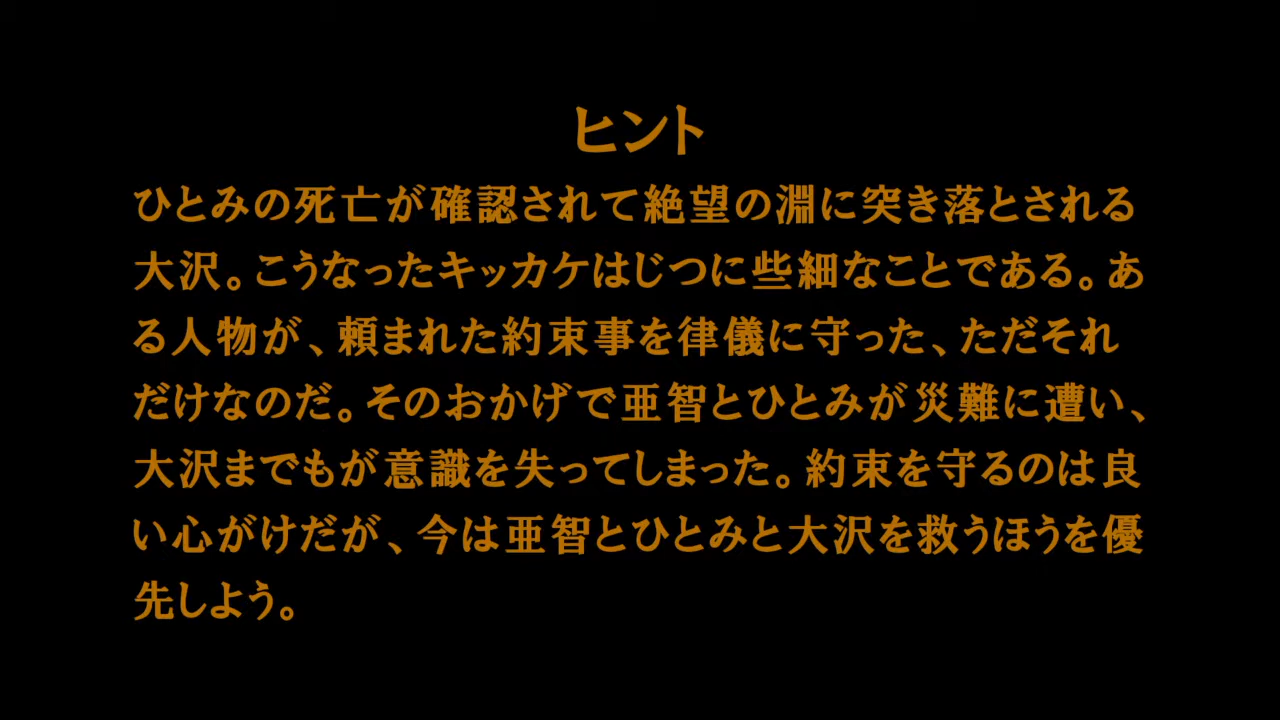 ヒント
ひとみの死亡が確認されて絶望の淵に突き落とされる
大沢。こうなったキッカケはじつに些細なことである。あ
る人物が、頼まれた約束事を律儀に守った、ただそれ
だけなのだ。そのおかげで亜智とひとみが災難に遭い、
大沢までもが意識を失ってしまった。約束を守るのは良
い心がけだが、今は亜智とひとみと大沢を救うほうを優
先しよう。